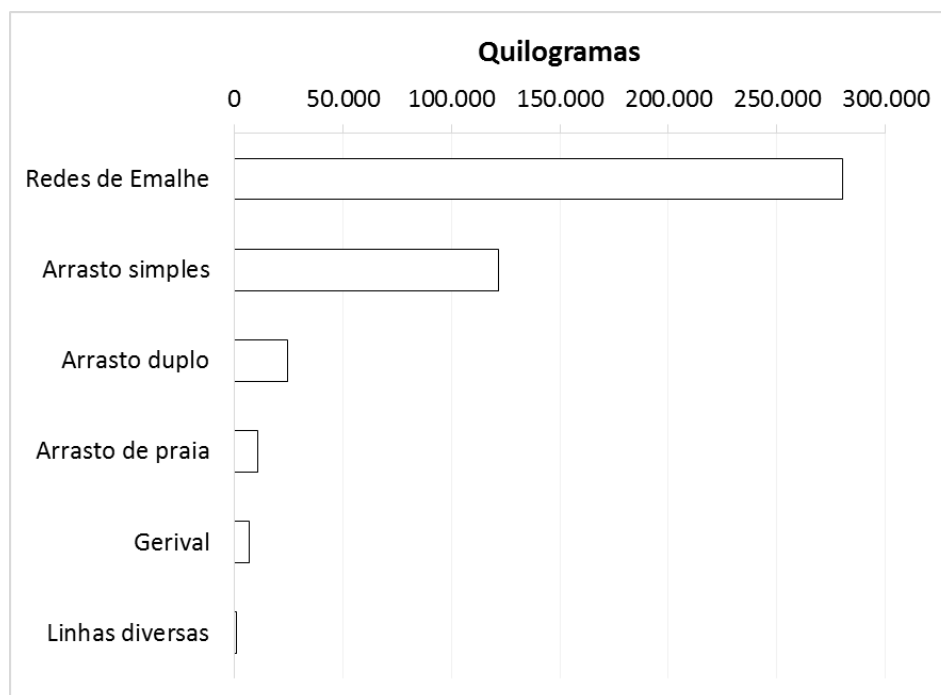 Quilogramas
0 50.000 100.000 150.000 200.000 250.000 300.000
Redes de Emalhe
Arrasto simples
Arrasto duplo
Arrasto de praia
Gerival
Linhas diversas